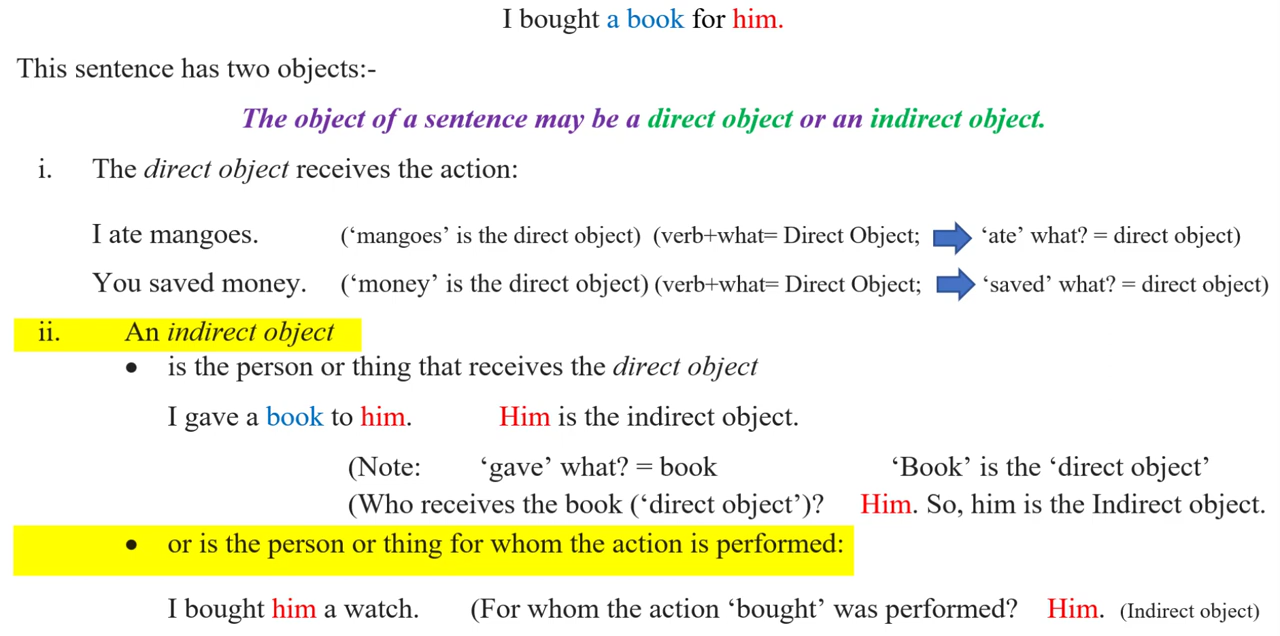 I bought a book for him.
This sentence has two objects:-
The object of a sentence may be a direct object or an indirect object.
i. The direct object receives the action:
I ate mangoes. (‘mangoes’ is the direct object) (verb+what= Direct Object; ‘ate’ what? = direct object)
You saved money. (‘money’ is the direct object) (verb+what= Direct Object; ‘saved’ what? = direct object)
ii. An indirect object
• is the person or thing that receives the direct object
I gave a book to him. Him is the indirect object.
(Note: ‘gave’ what? = book ‘Book’ is the ‘direct object’
(Who receives the book (‘direct object’)? Him. So, him is the Indirect object.
• or is the person or thing for whom the action is performed:
I bought him a watch. (For whom the action ‘bought’ was performed? Him. (Indirect object)